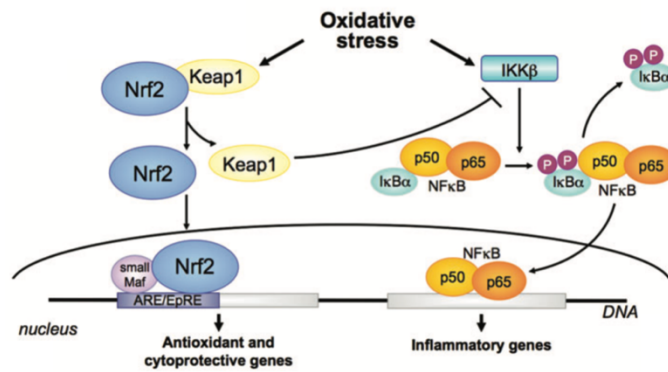 Oxidative
stress
Keap1
Nrf2
IKKβ
P P
IκBα
Nrf2
Keap1
p50 p65
IκBα
NFκB
P P
p50
p65
IκBα
NFκB
small
Maf
Nrf2
ARE/EpRE
NFκB
p50 p65
nucleus
DNA
Antioxidant and
cytoprotective genes
Inflammatory genes